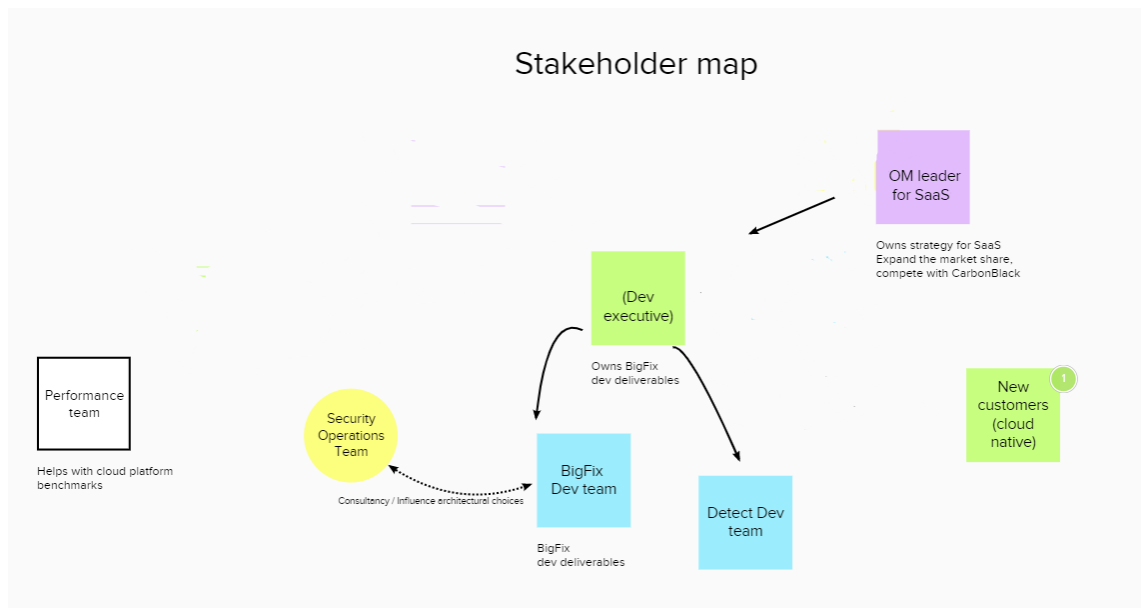 Stakeholder map
OM leader
for SaaS
Owns strategy for SaaS
Expand the market share,
compete with CarbonBlack
(Dev
executive)
Owns BigFix
dev deliverables
Performance
team
Helps with cloud platform
benchmarks
Security
Operations
Team
Consultancy / Influence architectural choices
BigFix
Dev team
BigFix
dev deliverables
Detect Dev
team
New
customers
(cloud
native)
1